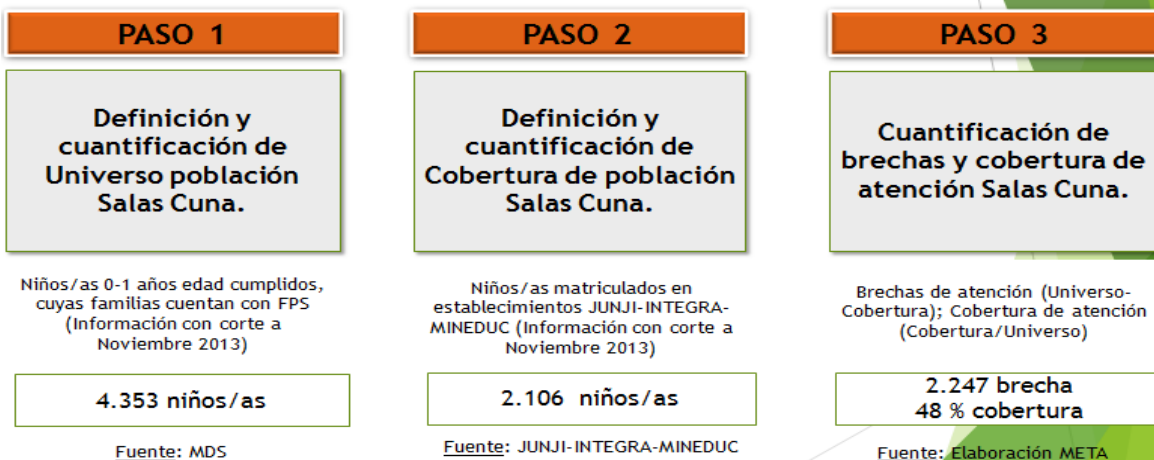 PASO 1
Definición y
cuantificación de
Universo población
Salas Cuna.
Niños/as 0-1 años edad cumplidos,
cuyas familias cuentan con FPS
(Información con corte a
Noviembre 2013)
4.353 niños/as
Fuente: MDS
PASO 2
Definición y
cuantificación de
Cobertura de población
Salas Cuna.
Niños/as matriculados en
establecimientos JUNJI-INTEGRA-
MINEDUC (Información con corte a
Noviembre 2013)
2.106 niños/as
Fuente: JUNJI-INTEGRA-MINEDUC
PASO 3
Cuantificación de
brechas y cobertura de
atención Salas Cuna.
Brechas de atención (Universo-
Cobertura); Cobertura de atención
(Cobertura/Universo)
2.247 brecha
48 % cobertura
Fuente: Elaboración META